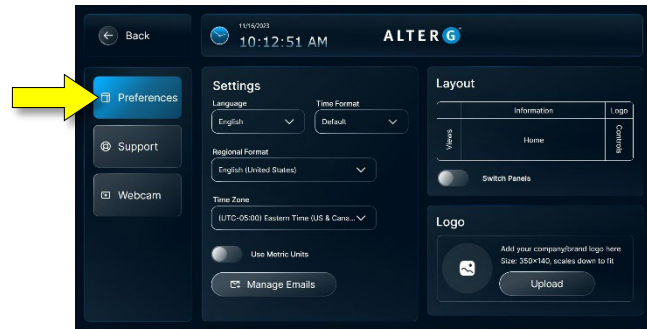 Back
11/15/2023
10:12:51 AM
ALTER G
Preferences
Support
Webcam
Settings
Language
Time Format
English
Default
Regional Format
English (United States)
Time Zone
(UTC-05:00) Eastern Time (US & Cana...
Use Metric Units
Manage Emails
Layout
Information
Logo
Views
Home
Controls
Switch Panels
Logo
Add your company/brand logo here
Size: 350×140, scales down to fit
Upload